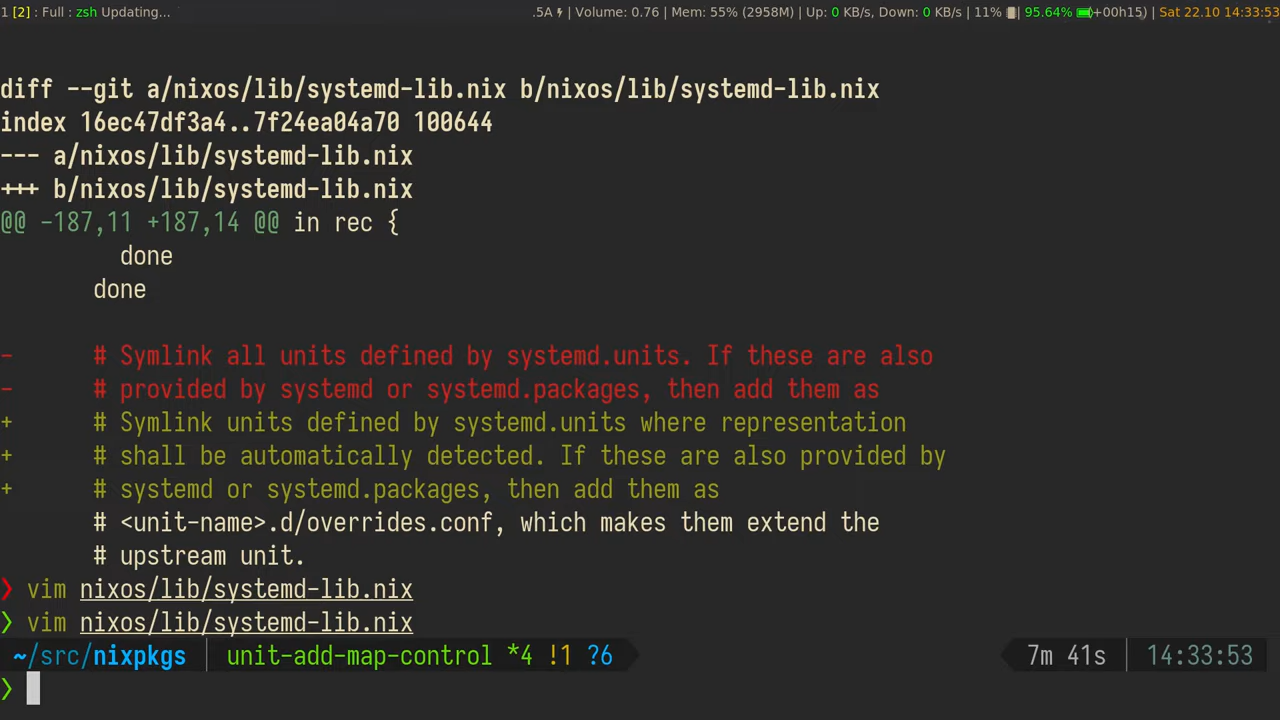 1 [2] : Full : zsh Updating... .5A | Volume: 0.76 | Mem: 55% (2958M) | Up: 0 KB/s, Down: 0 KB/s | 11% | 95.64% +00h15 | Sat 22.10 14:33:53
diff --git a/nixos/lib/systemd-lib.nix b/nixos/lib/systemd-lib.nix
index 16ec47df3a4..7f24ea04a70 100644
--- a/nixos/lib/systemd-lib.nix
+++ b/nixos/lib/systemd-lib.nix
@@ -187,11 +187,14 @@ in rec {
done
done
- # Symlink all units defined by systemd.units. If these are also
- # provided by systemd or systemd.packages, then add them as
+ # Symlink units defined by systemd.units where representation
+ # shall be automatically detected. If these are also provided by
+ # systemd or systemd.packages, then add them as
# <unit-name>.d/overrides.conf, which makes them extend the
# upstream unit.
❯ vim nixos/lib/systemd-lib.nix
❯ vim nixos/lib/systemd-lib.nix
~/src/nixpkgs unit-add-map-control *4 !1 ?6 7m 41s 14:33:53
❯